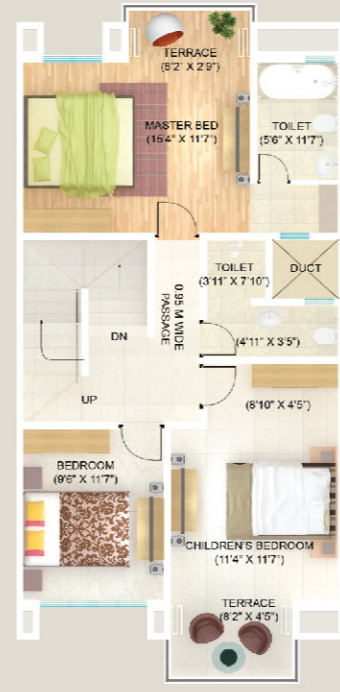 TERRACE
(8'2" X 2'9")
MASTER BED
(15'4" X 11'7")
TOILET
(5'6" X 11'7")
TOILET
(3'11" X 7'10")
DUCT
0.95 M WIDE
PASSAGE
(4'11" X 3'5")
DN
UP
(8'10" X 4'5")
BEDROOM
(9'6" X 11'7")
CHILDREN'S BEDROOM
(11'4" X 11'7")
TERRACE
(8'2" X 4'5")